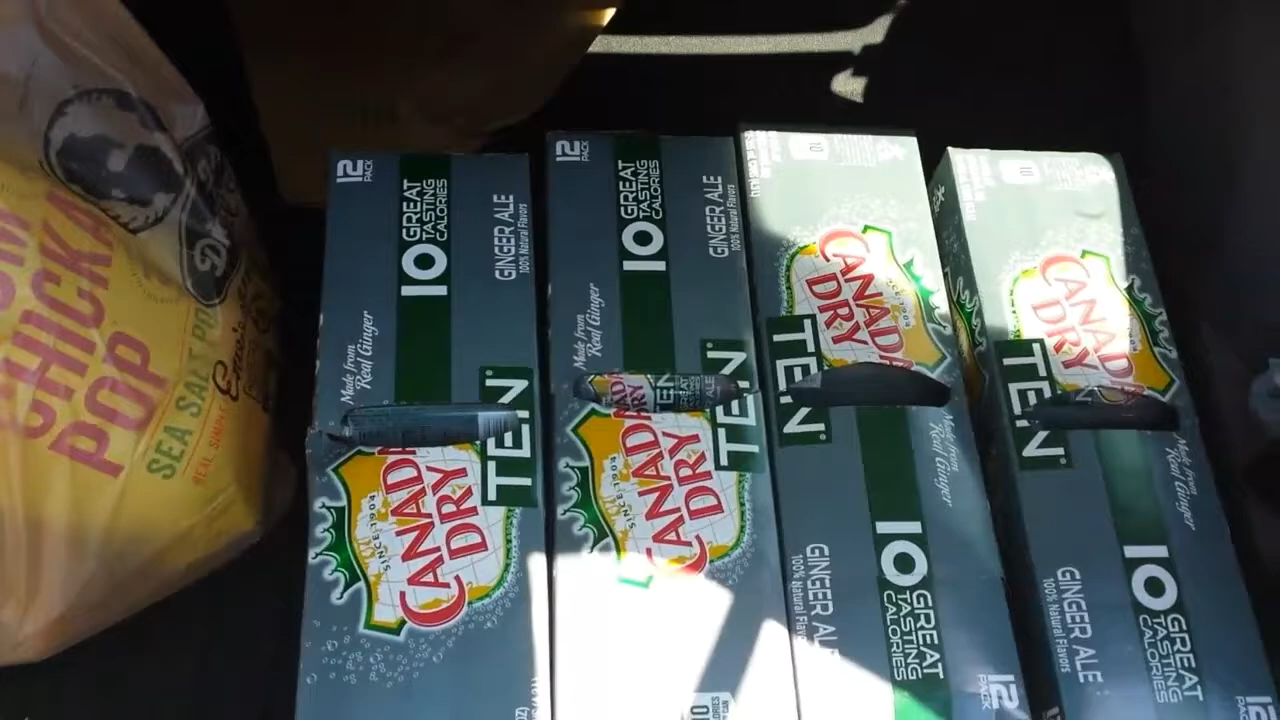 CHICKA
POP
SEA SALT
12
PACK
10 GREAT
TASTING
CALORIES
GINGER ALE
100% Natural Flavors
Made from
Real Ginger
TEN
CANADA
DRY
SINCE 1904
12
PACK
10 GREAT
TASTING
CALORIES
GINGER ALE
100% Natural Flavors
Made from
Real Ginger
TEN
CANADA
DRY
SINCE 1904
CANADA
DRY
TEN
Made from
Real Ginger
10 GREAT
TASTING
CALORIES
GINGER ALE
100% Natural Flavors
12
PACK
CANADA
DRY
TEN
Made from
Real Ginger
10 GREAT
TASTING
CALORIES
GINGER ALE
100% Natural Flavors
12
PACK